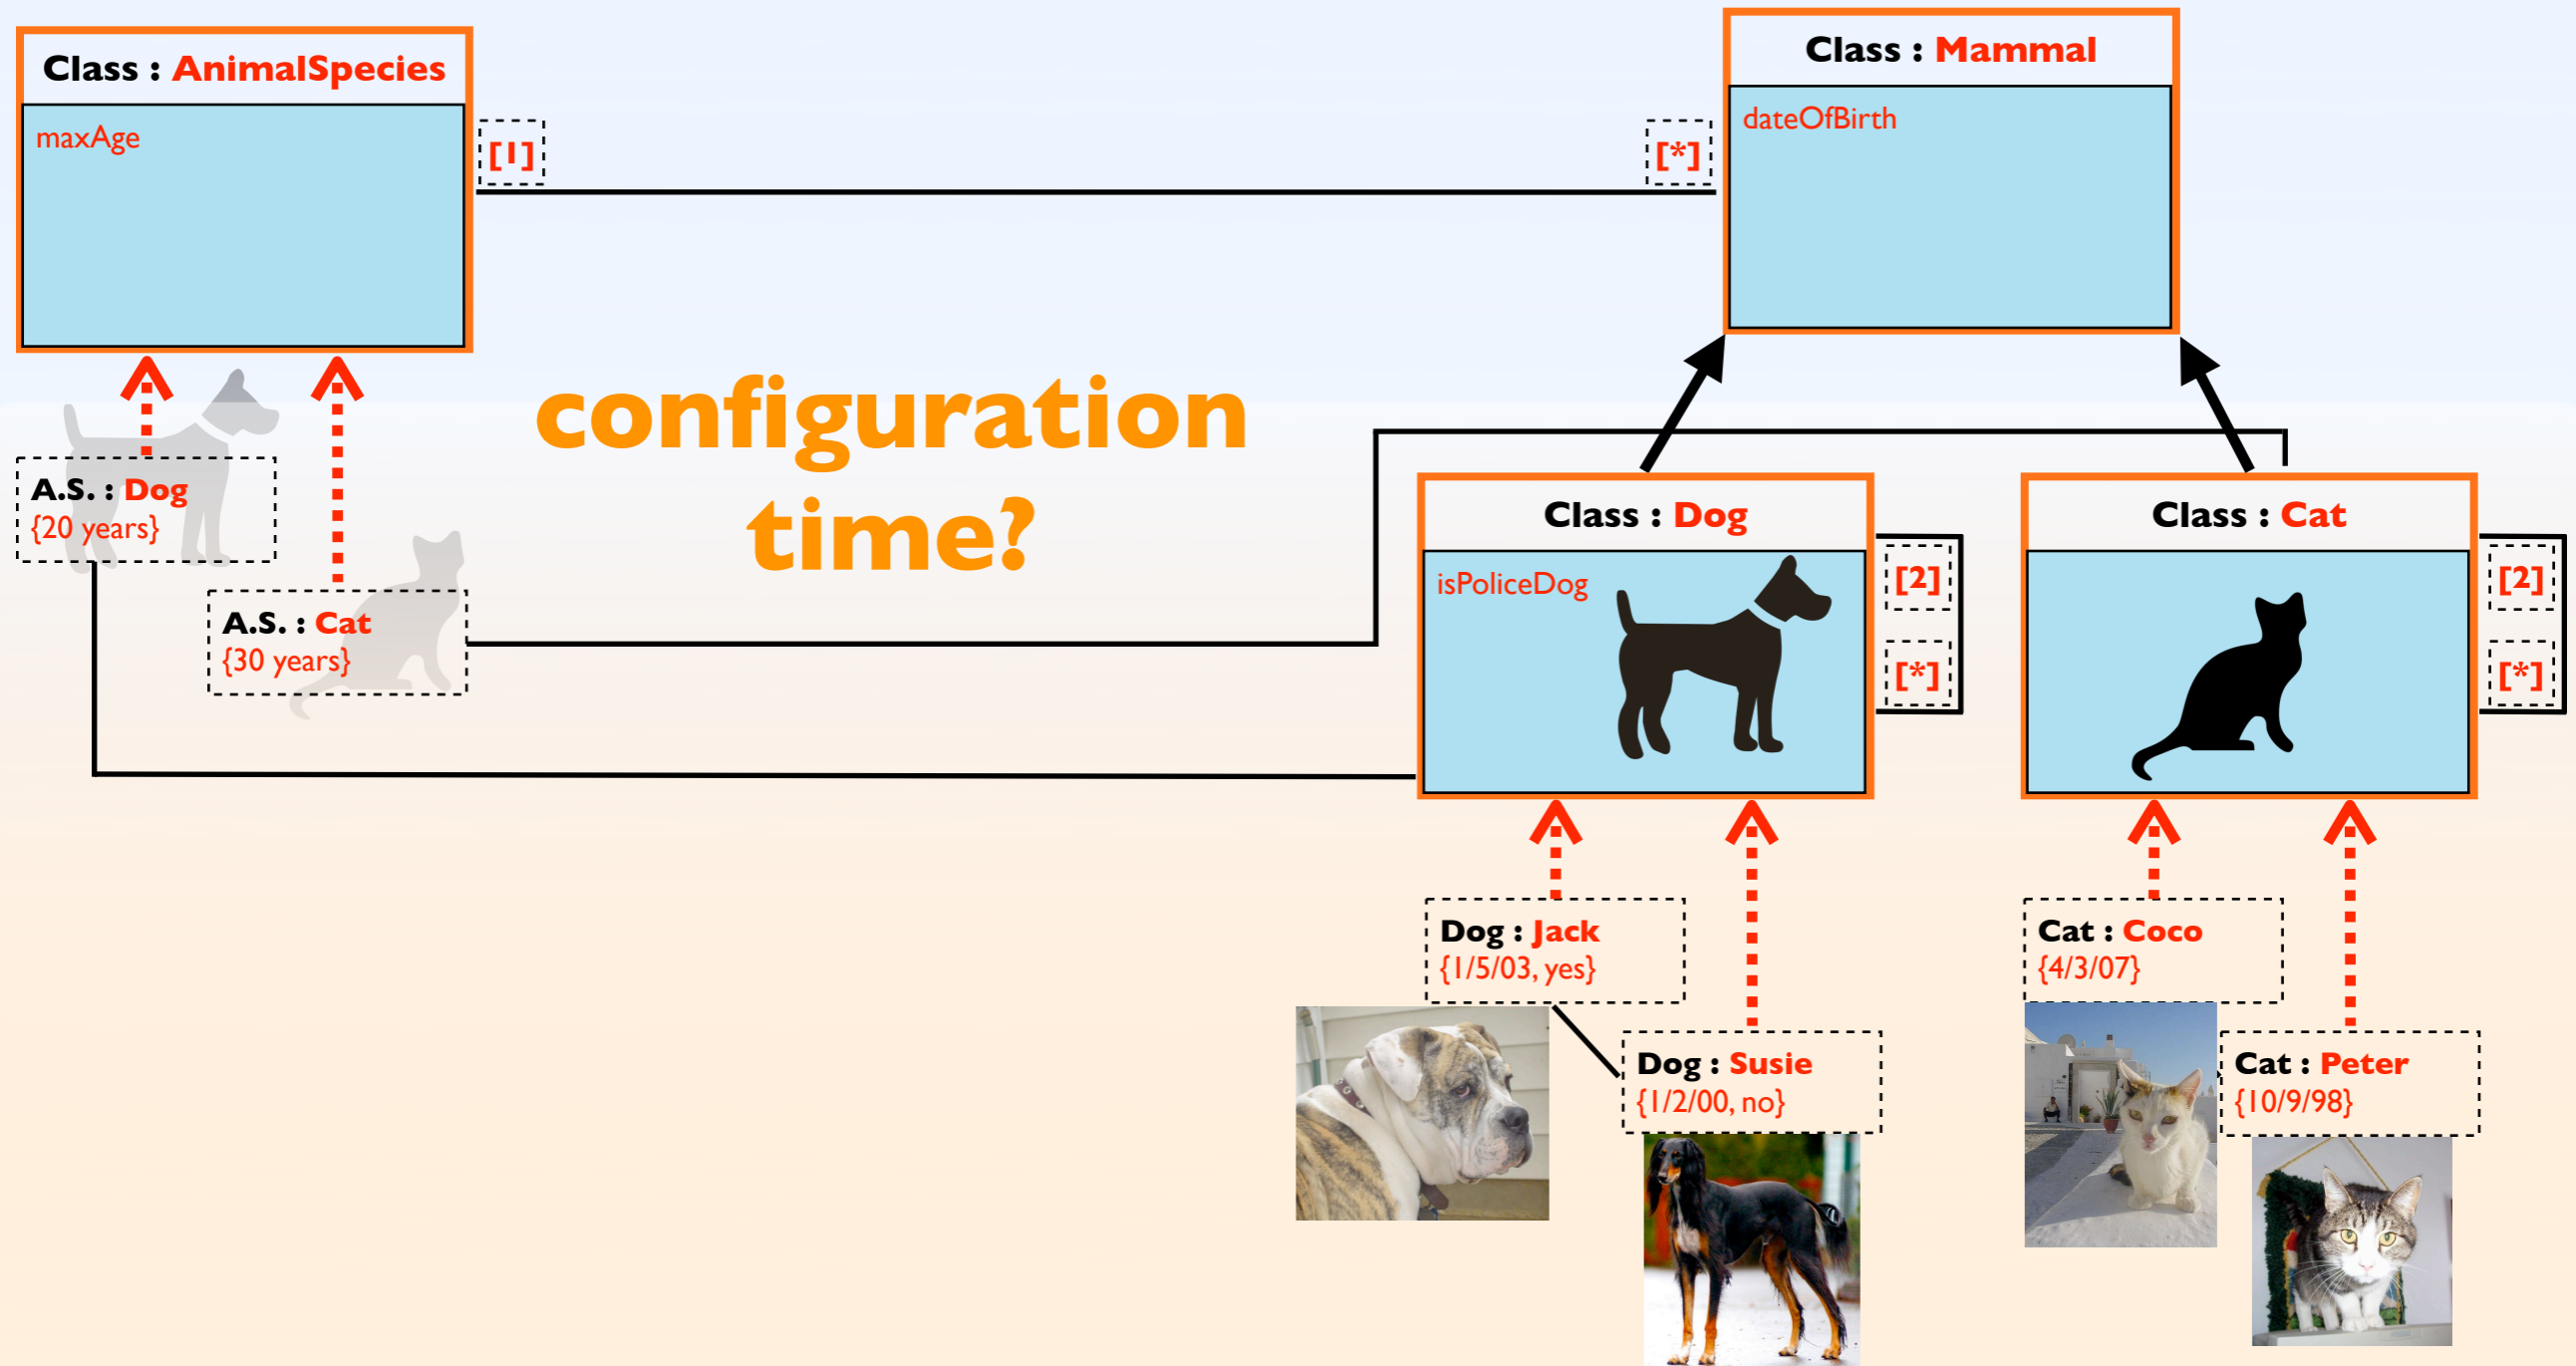 Class : AnimalSpecies
maxAge
[1]
[*]
Class : Mammal
dateOfBirth
configuration
time?
A.S. : Dog
{20 years}
A.S. : Cat
{30 years}
Class : Dog
isPoliceDog
[2]
[*]
Class : Cat
[2]
[*]
Dog : Jack
{1/5/03, yes}
Dog : Susie
{1/2/00, no}
Cat : Coco
{4/3/07}
Cat : Peter
{10/9/98}